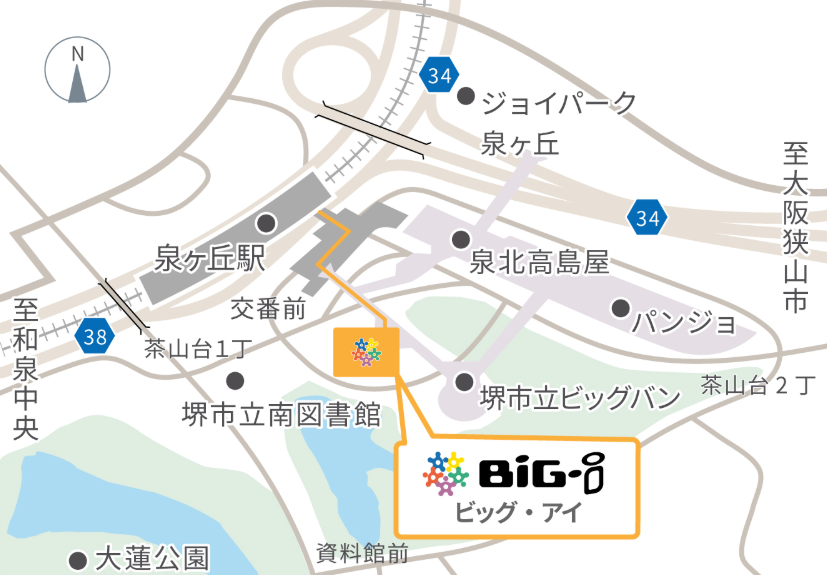 N
34
ジョイパーク
泉ヶ丘
至大阪狭山市
34
泉ヶ丘駅
泉北高島屋
至和泉中央
交番前
パンジョ
38
茶山台1丁
堺市立南図書館
堺市立ビッグバン
茶山台2丁
BiG-i
ビッグ・アイ
大蓮公園
資料館前